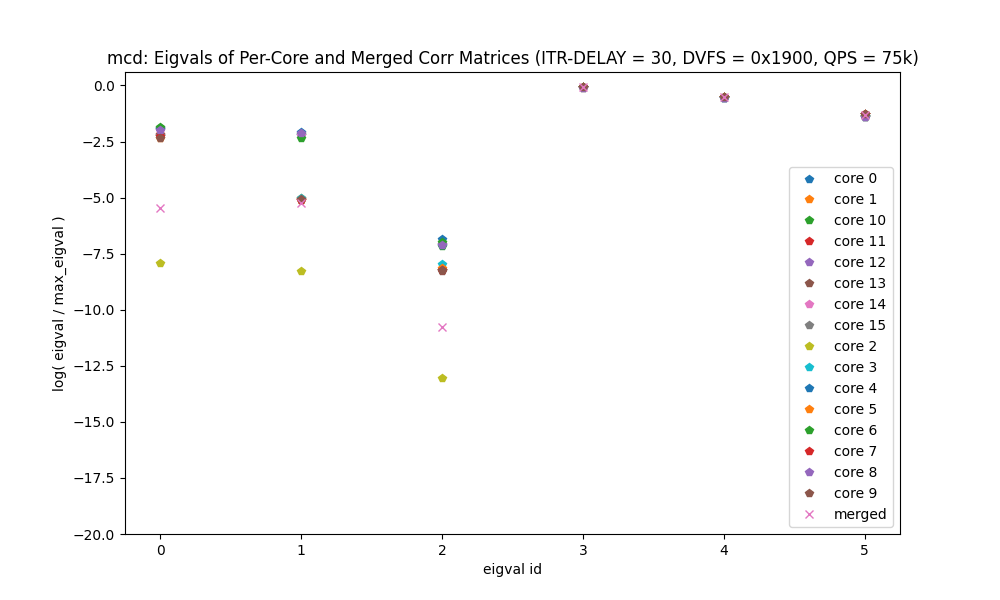 mcd: Eigvals of Per-Core and Merged Corr Matrices (ITR-DELAY = 30, DVFS = 0x1900, QPS = 75k)
log( eigval / max_eigval )
0.0
−2.5
−5.0
−7.5
−10.0
−12.5
−15.0
−17.5
−20.0
core 0
core 1
core 10
core 11
core 12
core 13
core 14
core 15
core 2
core 3
core 4
core 5
core 6
core 7
core 8
core 9
merged
0 1 2 3 4 5
eigval id